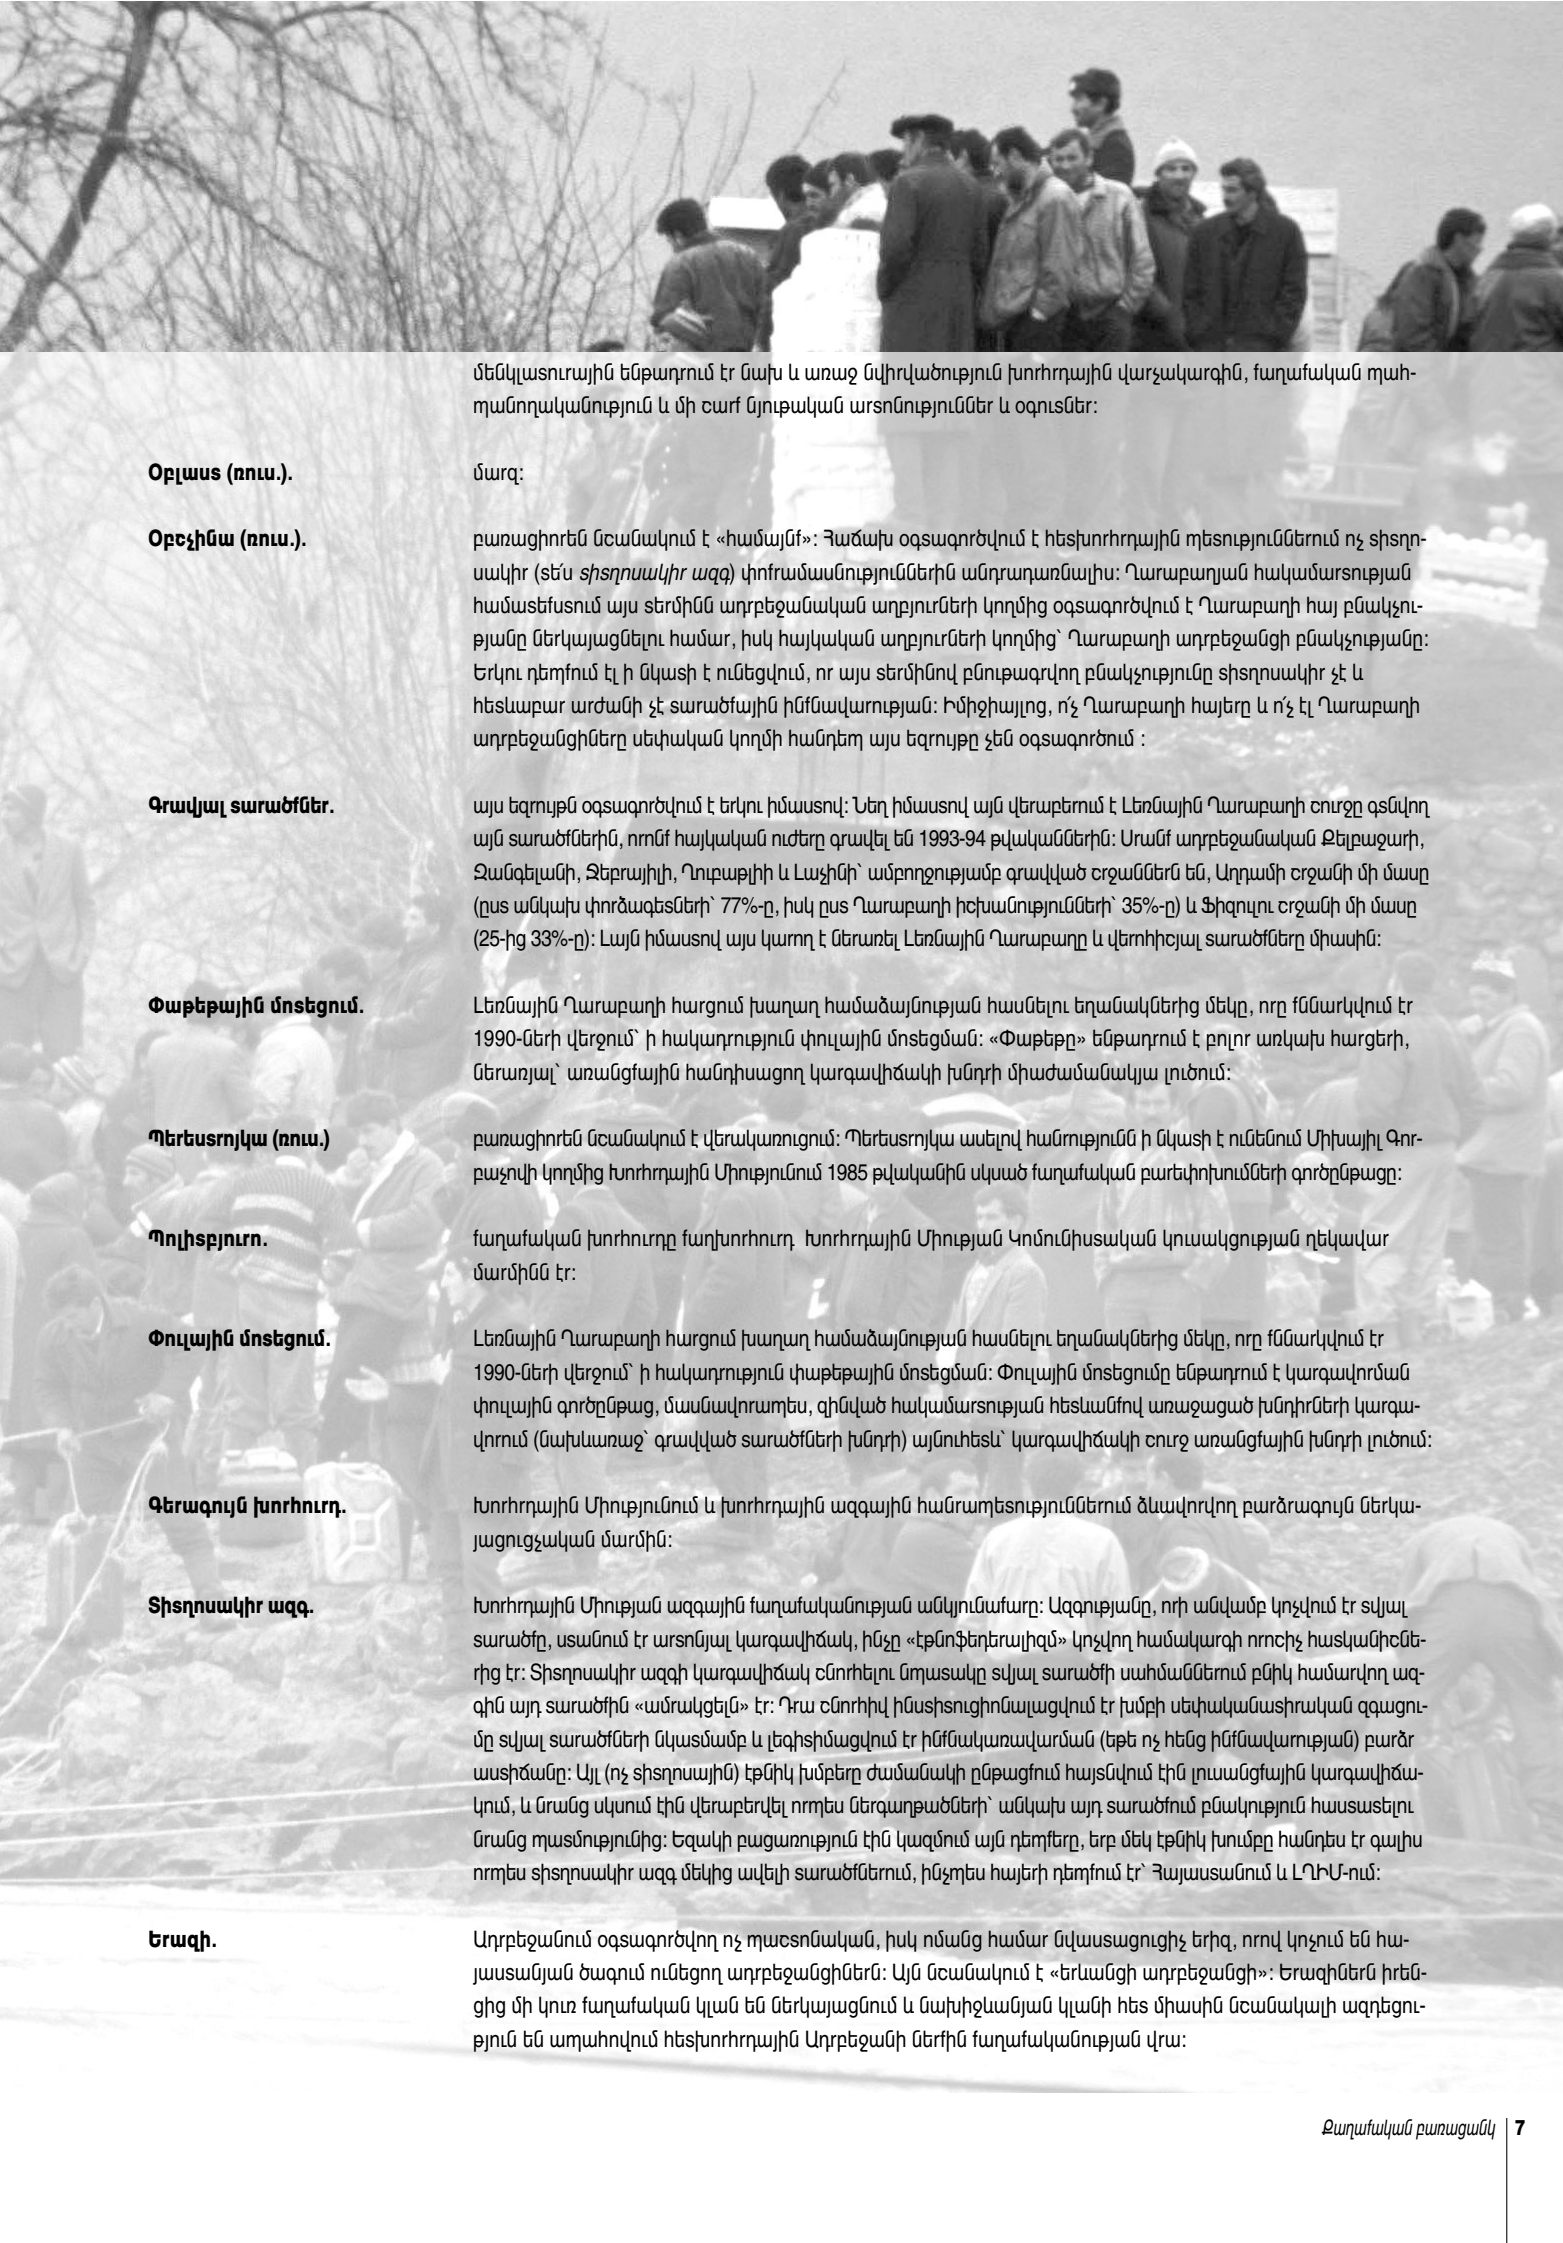 մենկլատուրային ենթադրում էր նախ և առաջ նվիրվածություն խորհրդային վարչակարգին, քաղաքական պահ-
պանողականություն և մի շարք նյութական արտոնություններ և օգուտներ:
Օբլաստ (ռուս.).
մարզ:
Օբշչինա (ռուս.).
բառացիորեն նշանակում է «համայնք»: Հաճախ օգտագործվում է հետխորհրդային պետություններում ոչ տիտղո-
սակիր (տե՛ս տիտղոսակիր ազգ) փոքրամասնություններին անդրադառնալիս: Ղարաբաղյան հակամարտության
համատեքստում այս տերմինն ադրբեջանական աղբյուրների կողմից օգտագործվում է Ղարաբաղի հայ բնակչու-
թյանը ներկայացնելու համար, իսկ հայկական աղբյուրների կողմից՝ Ղարաբաղի ադրբեջանցի բնակչությանը:
Երկու դեպքում էլ ի նկատի է ունեցվում, որ այս տերմինով բնութագրվող բնակչությունը տիտղոսակիր չէ և
հետևաբար արժանի չէ տարածքային ինքնավարության: Իմիջիայլոց, ո՛չ Ղարաբաղի հայերը և ո՛չ էլ Ղարաբաղի
ադրբեջանցիները սեփական կողմի հանդեպ այս եզրույթը չեն օգտագործում :
Գրավյալ տարածքներ.
այս եզրույթն օգտագործվում է երկու իմաստով: Նեղ իմաստով այն վերաբերում է Լեռնային Ղարաբաղի շուրջը գտնվող
այն տարածքներին, որոնք հայկական ուժերը գրավել են 1993-94 թվականներին: Սրանք ադրբեջանական Քելբաջարի,
Զանգելանի, Ջեբրայիլի, Ղուբաթլիի և Լաչինի՝ ամբողջությամբ գրավված շրջաններն են, Աղդամի շրջանի մի մասը
(ըստ անկախ փորձագետների՝ 77%-ը, իսկ ըստ Ղարաբաղի իշխանությունների՝ 35%-ը) և Ֆիզուլու շրջանի մի մասը
(25-ից 33%-ը): Լայն իմաստով այս կարող է ներառել Լեռնային Ղարաբաղը և վերոհիշյալ տարածքները միասին:
Փաթեթային մոտեցում.
Լեռնային Ղարաբաղի հարցում խաղաղ համաձայնության հասնելու եղանակներից մեկը, որը քննարկվում էր
1990-ների վերջում՝ ի հակադրություն փուլային մոտեցման: «Փաթեթը» ենթադրում է բոլոր առկախ հարցերի,
ներառյալ՝ առանցքային հանդիսացող կարգավիճակի խնդրի միաժամանակյա լուծում:
Պերեստրոյկա (ռուս.)
բառացիորեն նշանակում է վերակառուցում: Պերեստրոյկա ասելով հանրությունն ի նկատի է ունենում Միխայիլ Գոր-
բաչովի կողմից Խորհրդային Միությունում 1985 թվականին սկսած քաղաքական բարեփոխումների գործընթացը:
Պոլիտբյուրո.
քաղաքական խորհուրդը քաղխորհուրդ  Խորհրդային Միության Կոմունիստական կուսակցության ղեկավար
մարմինն էր:
Փուլային մոտեցում.
Լեռնային Ղարաբաղի հարցում խաղաղ համաձայնության հասնելու եղանակներից մեկը, որը քննարկվում էր
1990-ների վերջում՝ ի հակադրություն փաթեթային մոտեցման: Փուլային մոտեցումը ենթադրում է կարգավորման
փուլային գործընթաց, մասնավորապես, զինված հակամարտության հետևանքով առաջացած խնդիրների կարգա-
վորում (նախևառաջ՝ գրավված տարածքների խնդրի) այնուհետև՝ կարգավիճակի շուրջ առանցքային խնդրի լուծում:
Գերագույն խորհուրդ.
Խորհրդային Միությունում և խորհրդային ազգային հանրապետություններում ձևավորվող բարձրագույն ներկա-
յացուցչական մարմին:
Տիտղոսակիր ազգ.
Խորհրդային Միության ազգային քաղաքականության անկյունաքարը: Ազգությանը, որի անվամբ կոչվում էր տվյալ
տարածքը, ստանում էր արտոնյալ կարգավիճակ, ինչը «էթնոֆեդերալիզմ» կոչվող համակարգի որոշիչ հասկանիշնե-
րից էր: Տիտղոսակիր ազգի կարգավիճակ շնորհելու նպատակը տվյալ տարածքի սահմաններում բնիկ համարվող ազ-
գին այդ տարածքին «ամրակցելն» էր: Դրա շնորհիվ ինստիտուցիոնալացվում էր խմբի սեփականատիրական զգացու-
մը տվյալ տարածքների նկատմամբ և լեգիտիմացվում էր ինքնակառավարման (եթե ոչ հենց ինքնավարության) բարձր
աստիճանը: Այլ (ոչ տիտղոսային) էթնիկ խմբերը ժամանակի ընթացքում հայտնվում էին լուսանցքային կարգավիճա-
կում, և նրանց սկսում էին վերաբերվել որպես ներգաղթածների՝ անկախ այդ տարածքում բնակություն հաստատելու
նրանց պատմությունից: Եզակի բացառություն էին կազմում այն դեպքերը, երբ մեկ էթնիկ խումբը հանդես էր գալիս
որպես տիտղոսակիր ազգ մեկից ավելի տարածքներում, ինչպես հայերի դեպքում էր՝ Հայաստանում և ԼՂԻՄ-ում:
Երազի.
Ադրբեջանում օգտագործվող ոչ պաշտոնական, իսկ ոմանց համար նվաստացուցիչ երիզ, որով կոչում են հա-
յաստանյան ծագում ունեցող ադրբեջանցիներն: Այն նշանակում է «երևանցի ադրբեջանցի»: Երազիներն իրեն-
ցից մի կուռ քաղաքական կլան են ներկայացնում և նախիջևանյան կլանի հետ միասին նշանակալի ազդեցու-
թյուն են ապահովում հետխորհրդային Ադրբեջանի ներքին քաղաքականության վրա:
Քաղաքական բառացանկ 7